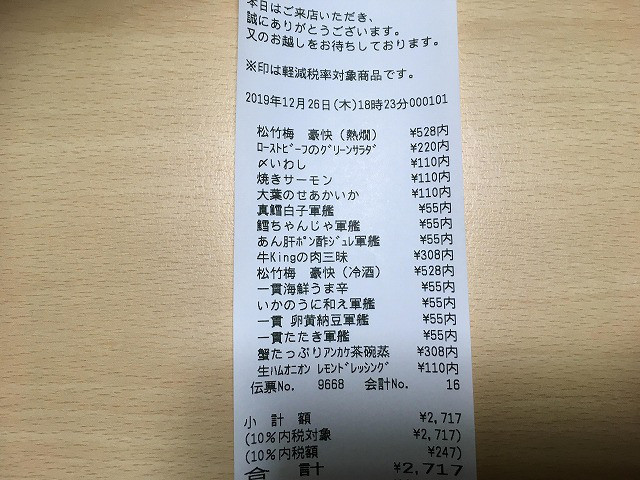 本日はご来店いただき、
誠にありがとうございます。
又のお越しをお待ちしております。
※印は軽減税率対象商品です。
2019年12月26日(木)18時23分000101
松竹梅 豪快(熱燗) ¥528内
ﾛｰｽﾄﾋﾞｰﾌのｸﾞﾘｰﾝｻﾗﾀﾞ ¥220内
〆いわし ¥110内
焼きサーモン ¥110内
大葉のせあかいか ¥110内
真鱈白子軍艦 ¥55内
鱈ちゃんじゃ軍艦 ¥55内
あん肝ﾎﾟﾝ酢ｼﾞｭﾚ軍艦 ¥55内
牛Kingの肉三昧 ¥308内
松竹梅 豪快(冷酒) ¥528内
一貫海鮮うま辛 ¥55内
いかのうに和え軍艦 ¥55内
一貫 卵黄納豆軍艦 ¥55内
一貫たたき軍艦 ¥55内
蟹たっぷりｱﾝｶｹ茶碗蒸 ¥308内
生ﾊﾑｵﾆｵﾝ ﾚﾓﾝﾄﾞﾚｯｼﾝｸﾞ ¥110内
伝票No. 9668 会計No. 16
小 計 額 ¥2,717
(10%内税対象 ¥2,717)
(10%内税額 ¥247)
合 計 ¥2,717